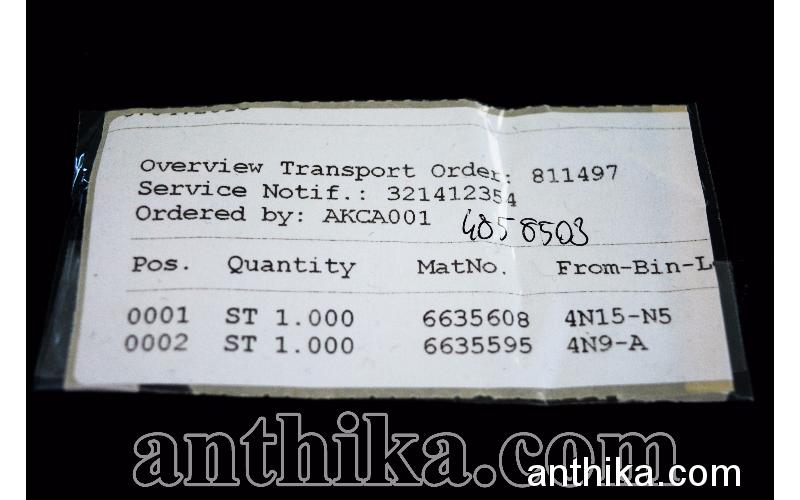 Overview Transport Order: 811497
Service Notif.: 321412354
Ordered by: AKCA001 4858503
Pos. Quantity MatNo. From-Bin-L
0001 ST 1.000 6635608 4N15-N5
0002 ST 1.000 6635595 4N9-A
anthika.com
anthika.com